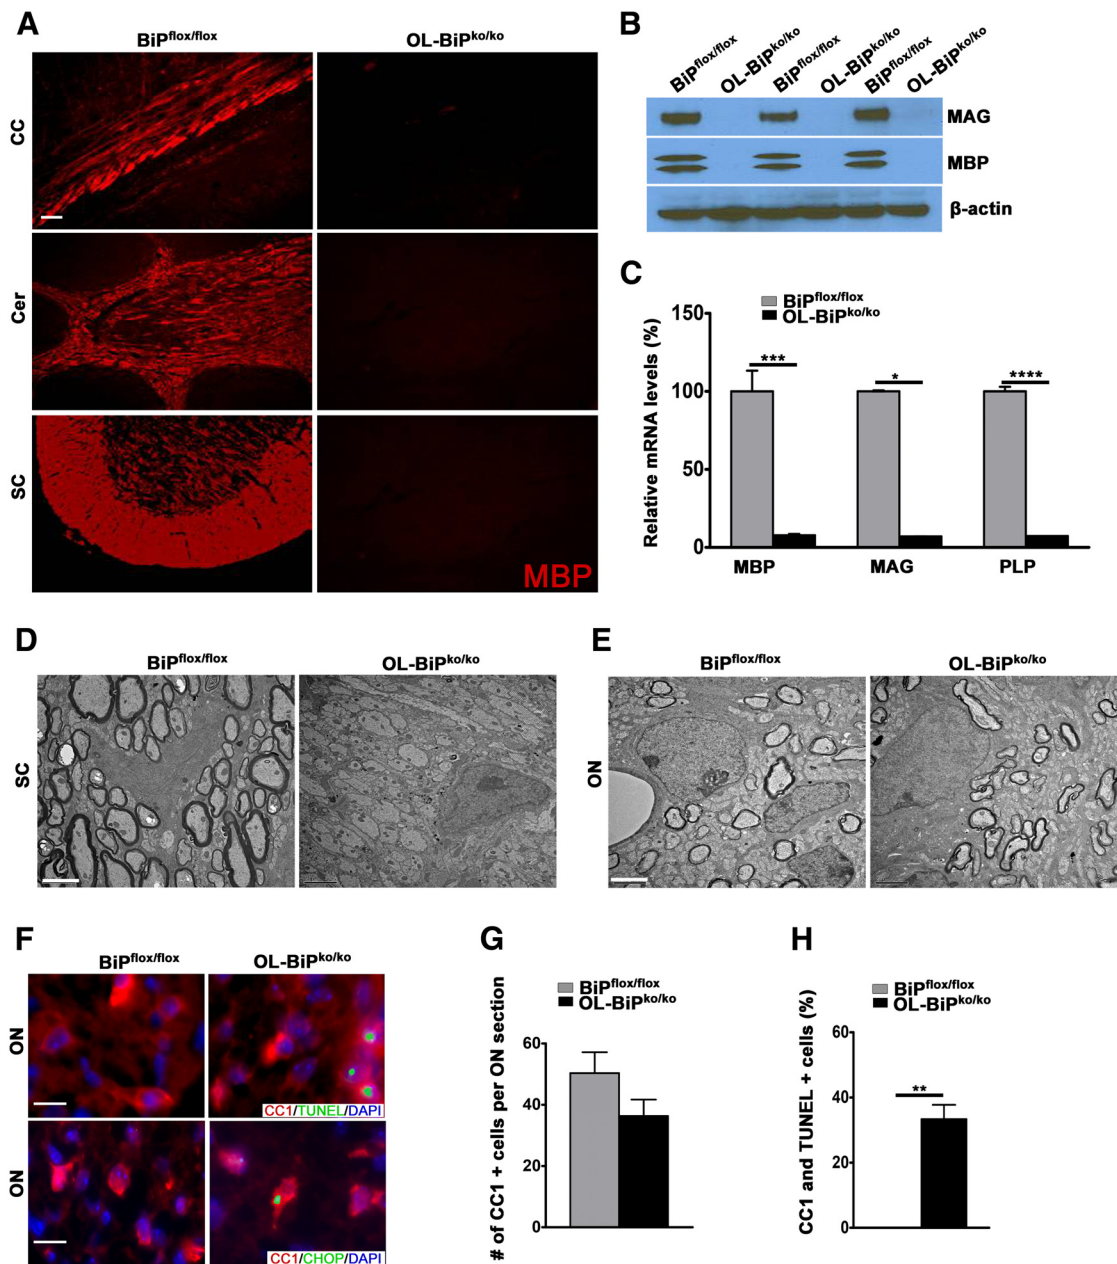 A
BiPflox/flox
OL-BiPko/ko
CC
Cer
SC
MBP
B
BiPflox/flox
OL-BiPko/ko
BiPflox/flox
OL-BiPko/ko
BiPflox/flox
OL-BiPko/ko
MAG
MBP
β-actin
C
BiPflox/flox
OL-BiPko/ko
Relative mRNA levels (%)
150
100
50
0
***
*
****
MBP
MAG
PLP
D
BiPflox/flox
OL-BiPko/ko
SC
E
BiPflox/flox
OL-BiPko/ko
ON
F
BiPflox/flox
OL-BiPko/ko
ON
CC1/TUNEL/DAPI
ON
CC1/CHOP/DAPI
G
BiPflox/flox
OL-BiPko/ko
# of CC1 + cells per ON section
60
40
20
0
H
BiPflox/flox
OL-BiPko/ko
CC1 and TUNEL + cells (%)
60
40
20
0
**